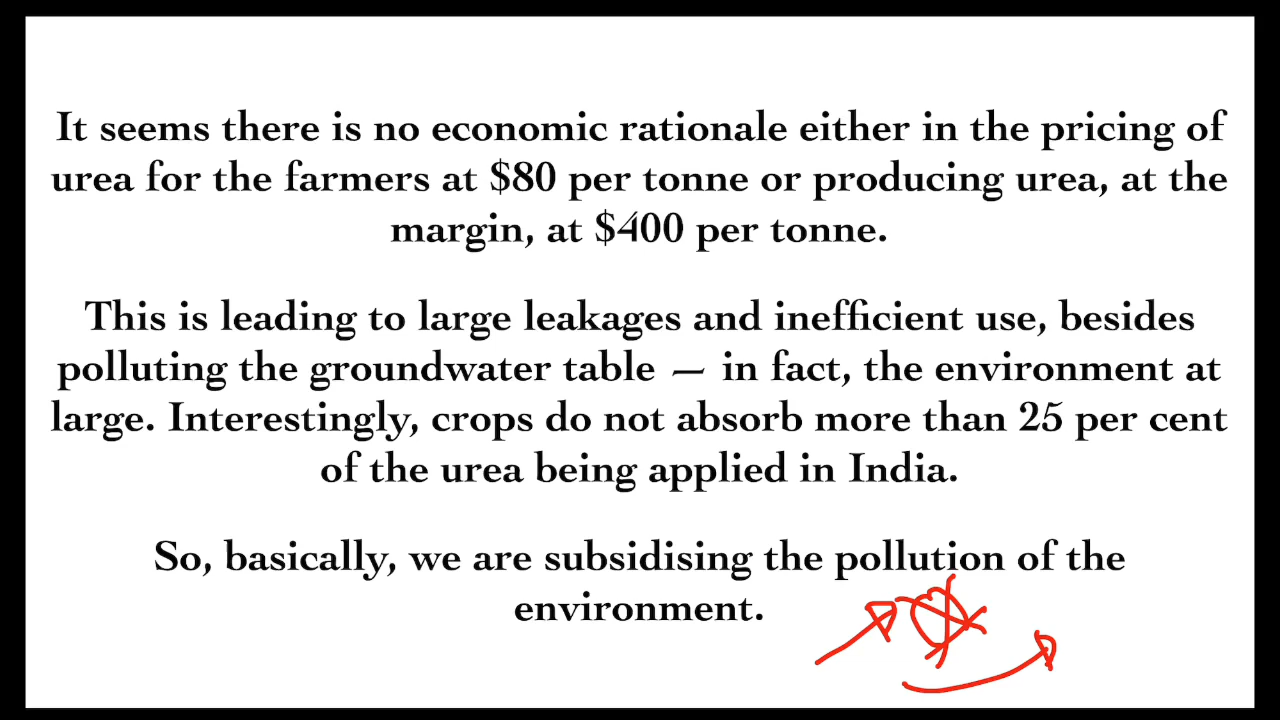 It seems there is no economic rationale either in the pricing of
urea for the farmers at $80 per tonne or producing urea, at the
margin, at $400 per tonne.
This is leading to large leakages and inefficient use, besides
polluting the groundwater table — in fact, the environment at
large. Interestingly, crops do not absorb more than 25 per cent
of the urea being applied in India.
So, basically, we are subsidising the pollution of the
environment.